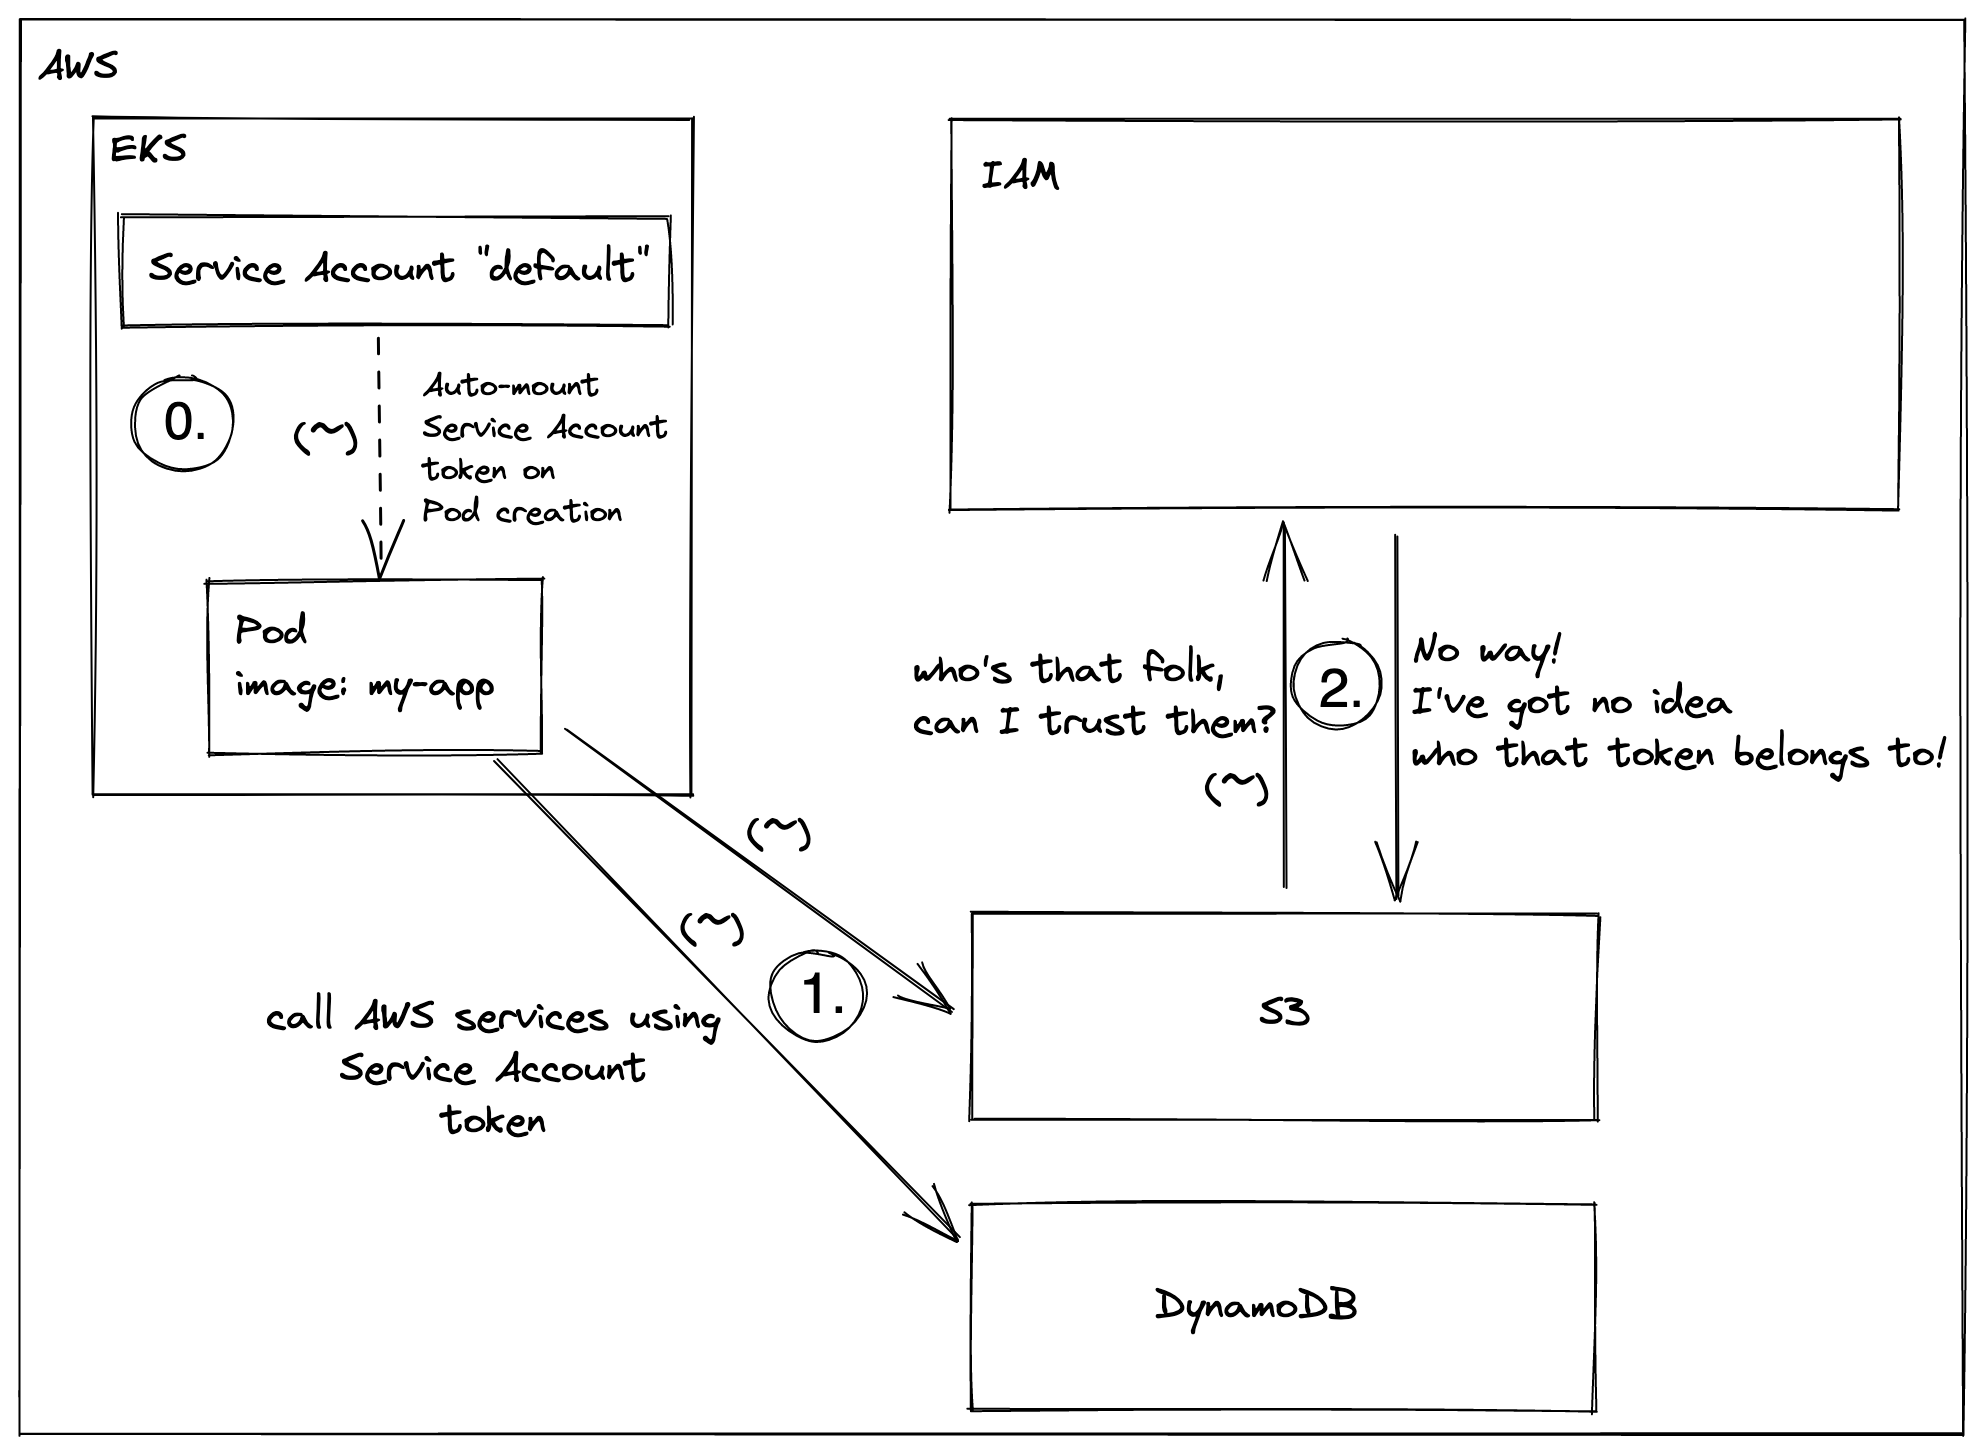 AWS
EKS
Service Account "default"
0.
(~)
Auto-mount
Service Account
token on
Pod creation
Pod
image: my-app
IAM
who's that folk,
can I trust them?
(~)
2.
No way!
I've got no idea
who that token belongs to!
(~)
(~)
1.
call AWS services using
Service Account
token
S3
DynamoDB